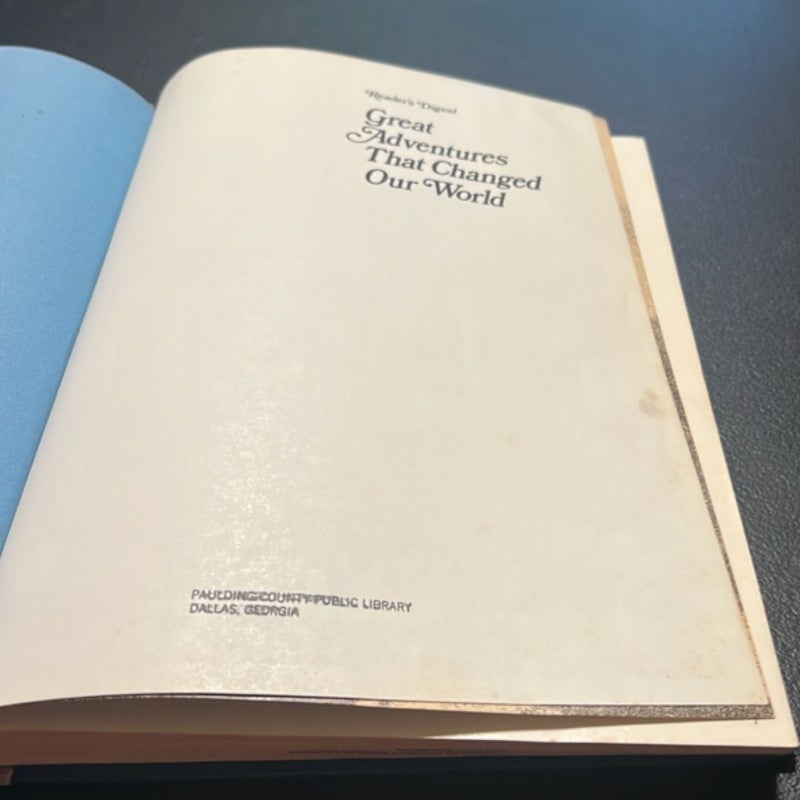 Reader's Digest
Great
Adventures
That Changed
Our World
PAULDING COUNTY PUBLIC LIBRARY
DALLAS, GEORGIA